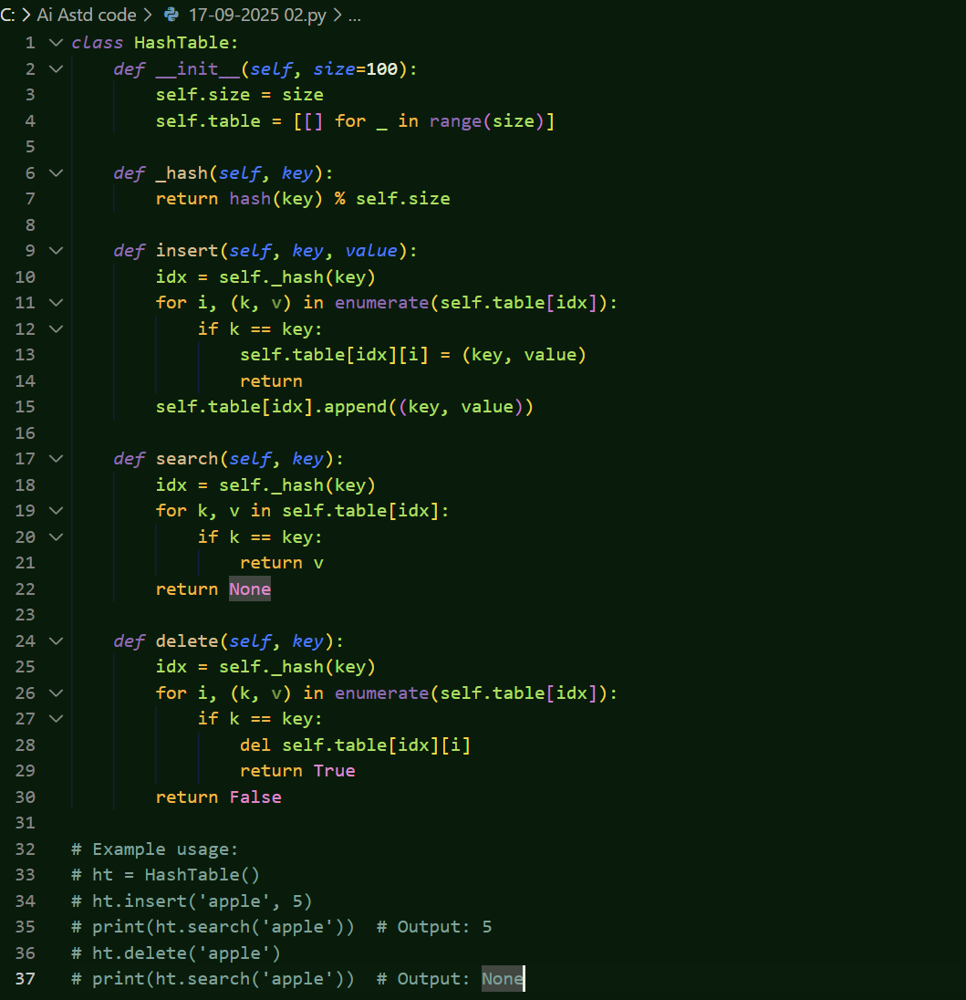 C: > Ai Astd code > 17-09-2025 02.py > ...
1 class HashTable:
2     def __init__(self, size=100):
3         self.size = size
4         self.table = [[] for _ in range(size)]
5
6     def _hash(self, key):
7         return hash(key) % self.size
8
9     def insert(self, key, value):
10         idx = self._hash(key)
11         for i, (k, v) in enumerate(self.table[idx]):
12             if k == key:
13                 self.table[idx][i] = (key, value)
14                 return
15         self.table[idx].append((key, value))
16
17     def search(self, key):
18         idx = self._hash(key)
19         for k, v in self.table[idx]:
20             if k == key:
21                 return v
22         return None
23
24     def delete(self, key):
25         idx = self._hash(key)
26         for i, (k, v) in enumerate(self.table[idx]):
27             if k == key:
28                 del self.table[idx][i]
29                 return True
30         return False
31
32 # Example usage:
33 # ht = HashTable()
34 # ht.insert('apple', 5)
35 # print(ht.search('apple'))  # Output: 5
36 # ht.delete('apple')
37 # print(ht.search('apple'))  # Output: None